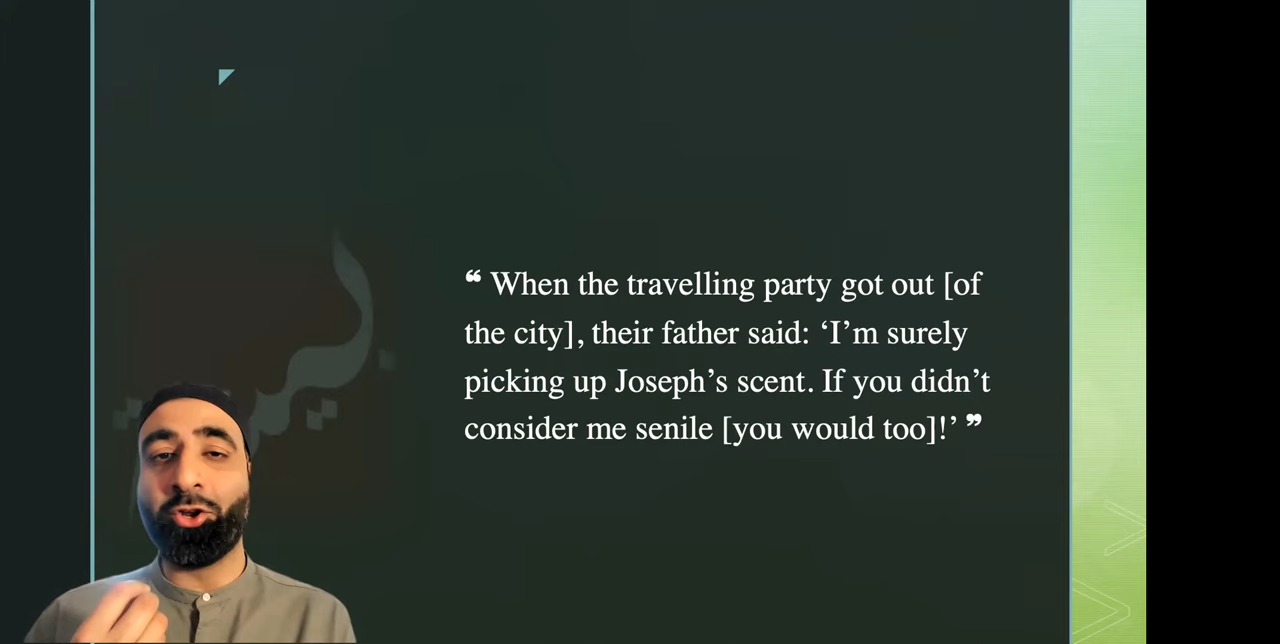 ❝ When the travelling party got out [of
the city], their father said: ‘I’m surely
picking up Joseph’s scent. If you didn’t
consider me senile [you would too]!’ ❞